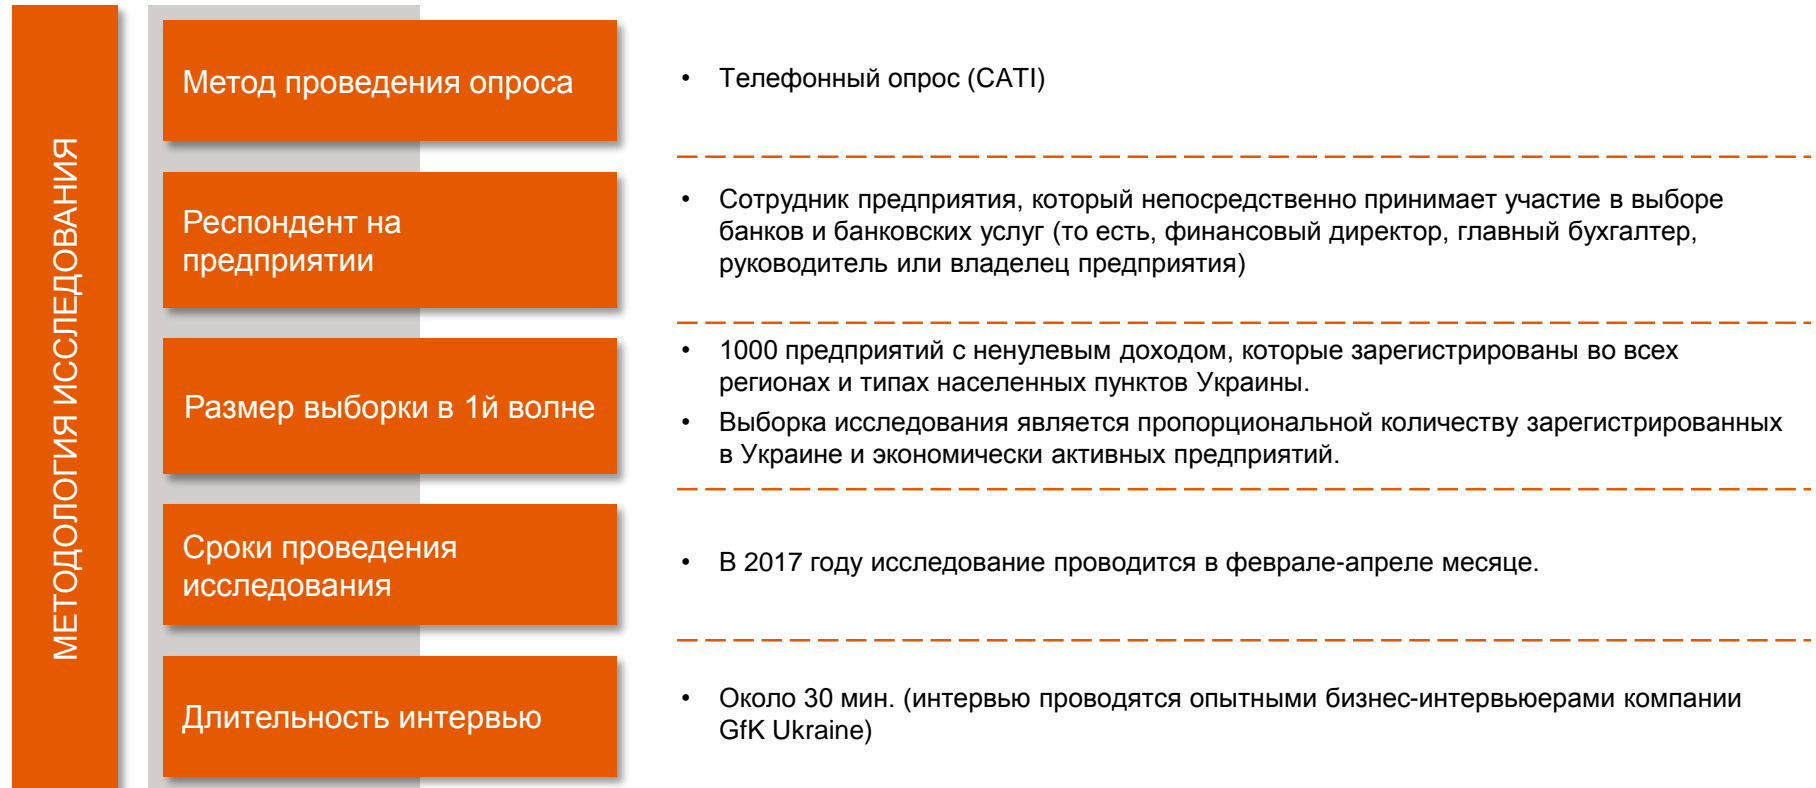 МЕТОДОЛОГИЯ ИССЛЕДОВАНИЯ
Метод проведения опроса
• Телефонный опрос (CATI)
Респондент на
предприятии
• Сотрудник предприятия, который непосредственно принимает участие в выборе
банков и банковских услуг (то есть, финансовый директор, главный бухгалтер,
руководитель или владелец предприятия)
Размер выборки в 1й волне
• 1000 предприятий с ненулевым доходом, которые зарегистрированы во всех
регионах и типах населенных пунктов Украины.
• Выборка исследования является пропорциональной количеству зарегистрированных
в Украине и экономически активных предприятий.
Сроки проведения
исследования
• В 2017 году исследование проводится в феврале-апреле месяце.
Длительность интервью
• Около 30 мин. (интервью проводятся опытными бизнес-интервьюерами компании
GfK Ukraine)